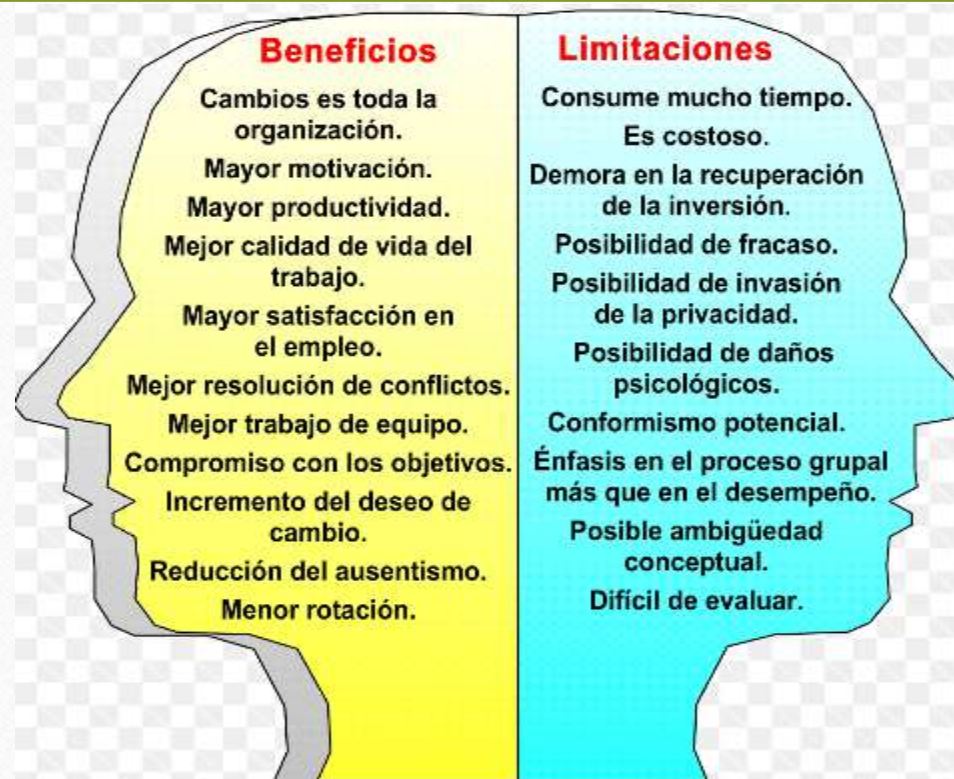 Beneficios
Cambios es toda la
organización.
Mayor motivación.
Mayor productividad.
Mejor calidad de vida del
trabajo.
Mayor satisfacción en
el empleo.
Mejor resolución de conflictos.
Mejor trabajo de equipo.
Compromiso con los objetivos.
Incremento del deseo de
cambio.
Reducción del ausentismo.
Menor rotación.
Limitaciones
Consume mucho tiempo.
Es costoso.
Demora en la recuperación
de la inversión.
Posibilidad de fracaso.
Posibilidad de invasión
de la privacidad.
Posibilidad de daños
psicológicos.
Conformismo potencial.
Énfasis en el proceso grupal
más que en el desempeño.
Posible ambigüedad
conceptual.
Difícil de evaluar.